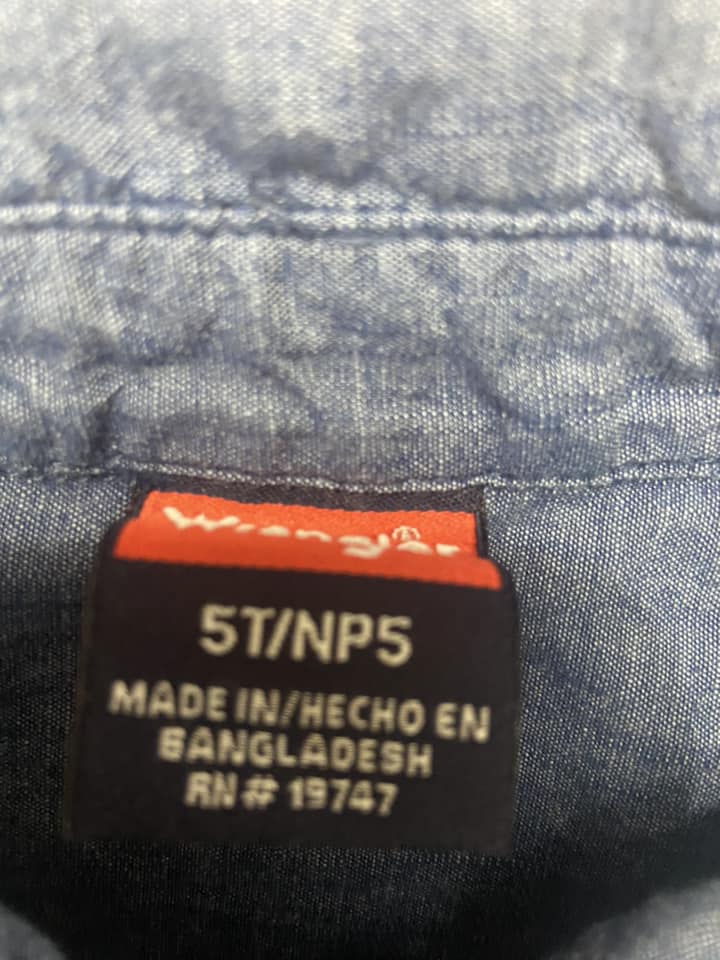 Wrangler®
5T/NP5
MADE IN/HECHO EN
BANGLADESH
RN# 19747